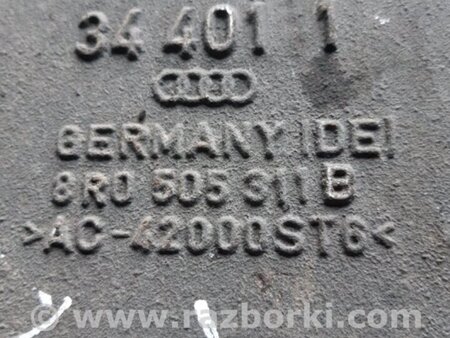 34 401 1
GERMANY (DE)
8R0 505 311 B
>AC-42000ST6<
© www.razborki.com